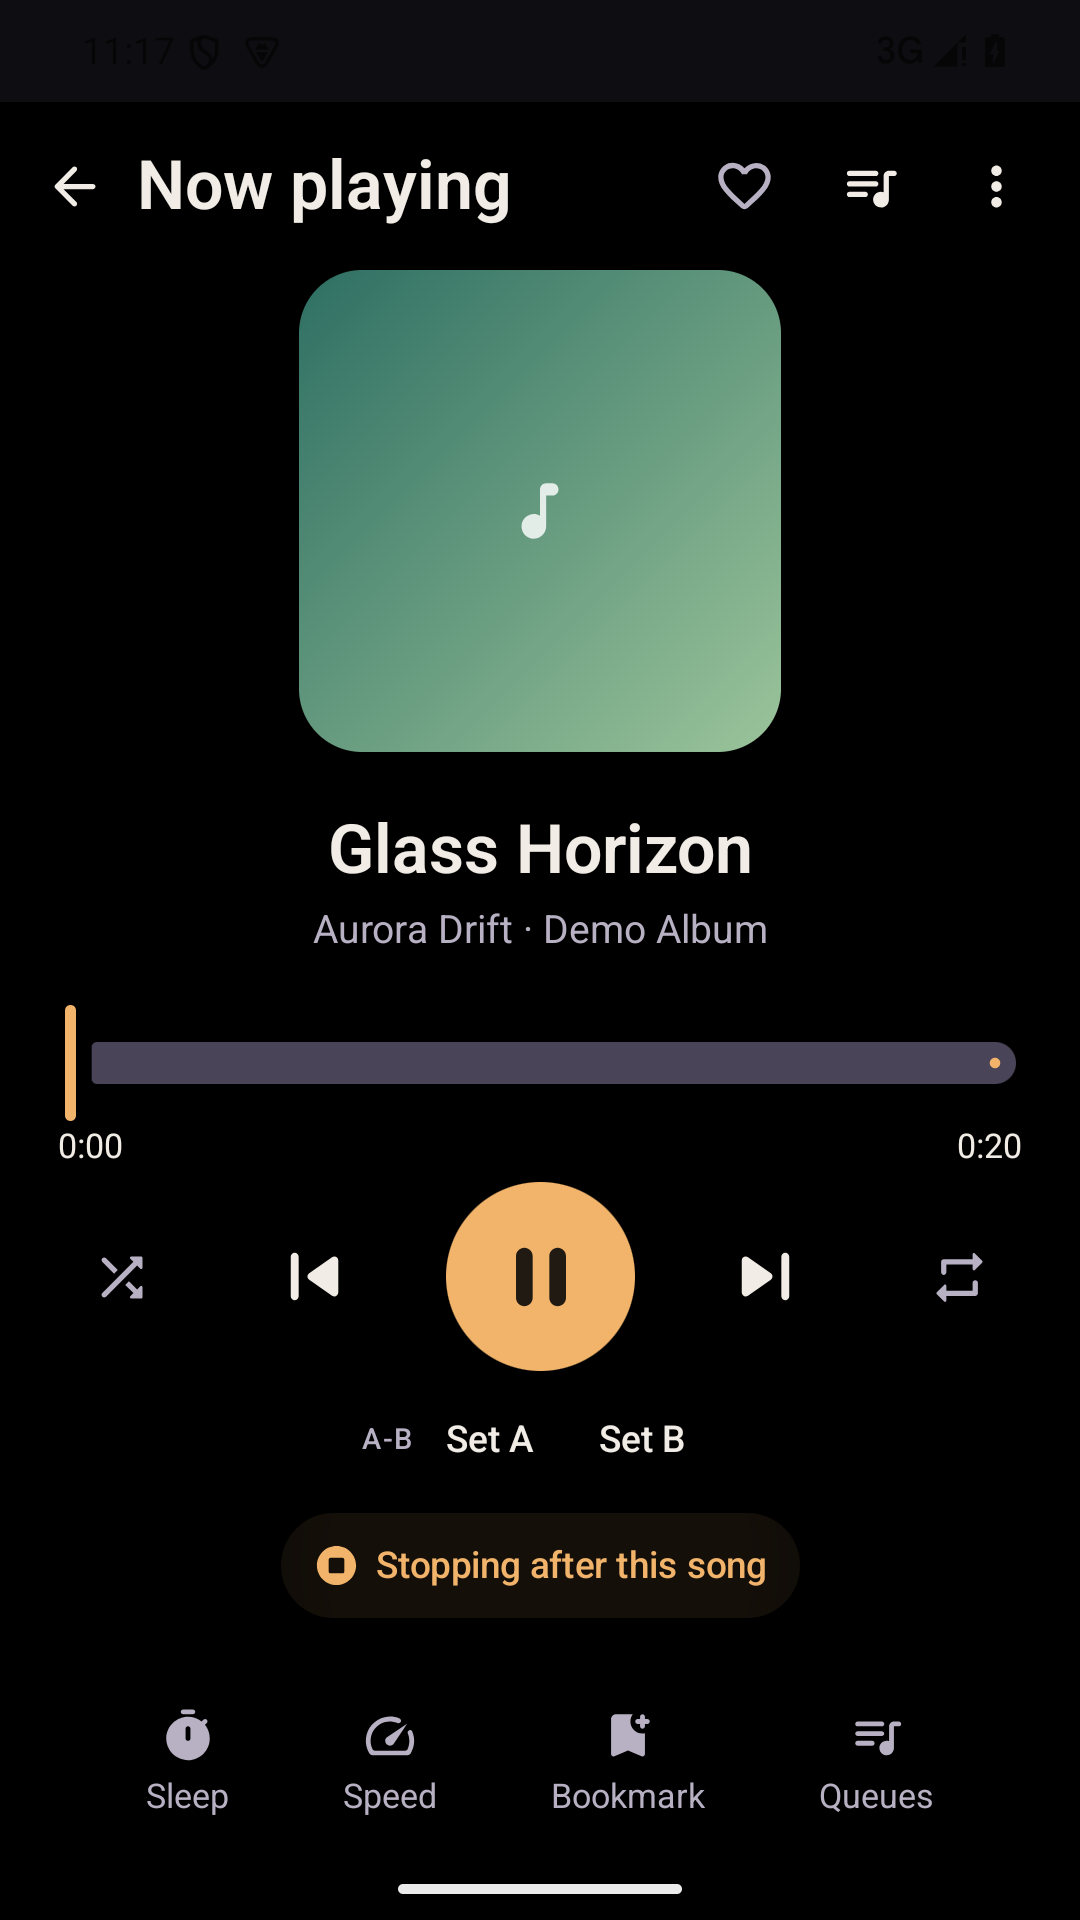 11:17
3G
Now playing
Glass Horizon
Aurora Drift · Demo Album
0:00
0:20
A-B Set A Set B
Stopping after this song
Sleep Speed Bookmark Queues